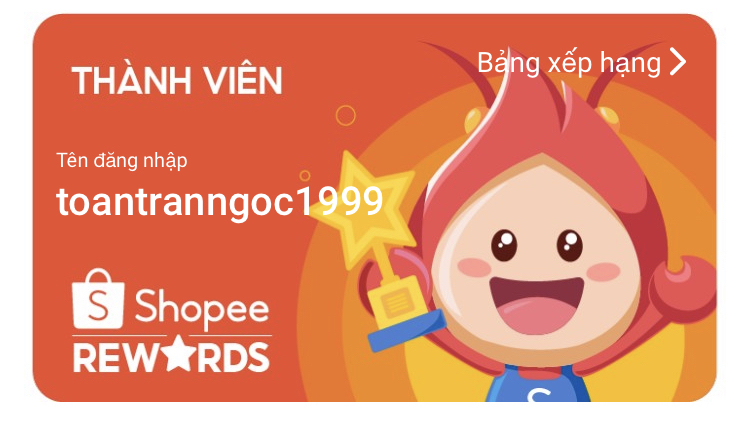 THÀNH VIÊN
Bảng xếp hạng
Tên đăng nhập
toantranngoc1999
S Shopee
REWARDS
S